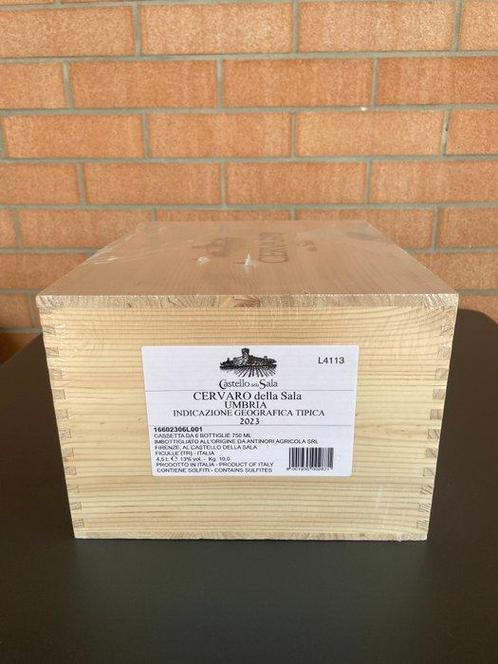 CERVARO
L4113
Castello della Sala
CERVARO della Sala
UMBRIA
INDICAZIONE GEOGRAFICA TIPICA
2023
16602306L001
CASSETTA DA 6 BOTTIGLIE 750 ML
IMBOTTIGLIATO ALL'ORIGINE DA ANTINORI AGRICOLA SRL
FIRENZE, AL CASTELLO DELLA SALA
FICULLE (TR) - ITALIA
4,5 L ℮ 13% vol. - Kg. 10,0
PRODOTTO IN ITALIA - PRODUCT OF ITALY
CONTIENE SOLFITI - CONTAINS SULFITES